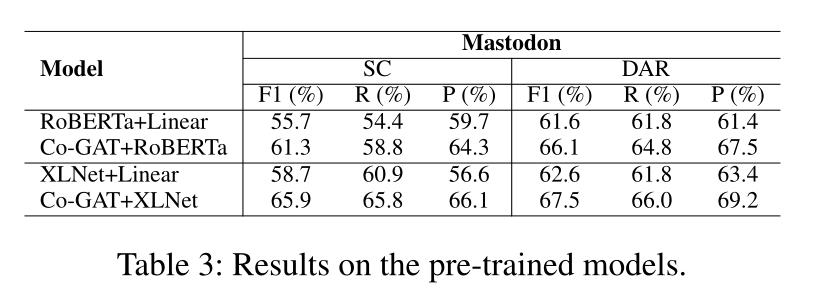 Model Mastodon
SC DAR
F1 (%) R (%) P (%) F1 (%) R (%) P (%)
RoBERTa+Linear 55.7 54.4 59.7 61.6 61.8 61.4
Co-GAT+RoBERTa 61.3 58.8 64.3 66.1 64.8 67.5
XLNet+Linear 58.7 60.9 56.6 62.6 61.8 63.4
Co-GAT+XLNet 65.9 65.8 66.1 67.5 66.0 69.2
Table 3: Results on the pre-trained models.